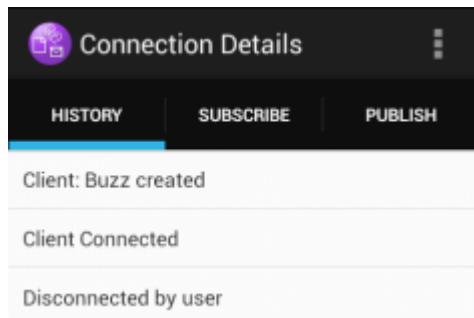 Connection Details
HISTORY SUBSCRIBE PUBLISH
Client: Buzz created
Client Connected
Disconnected by user